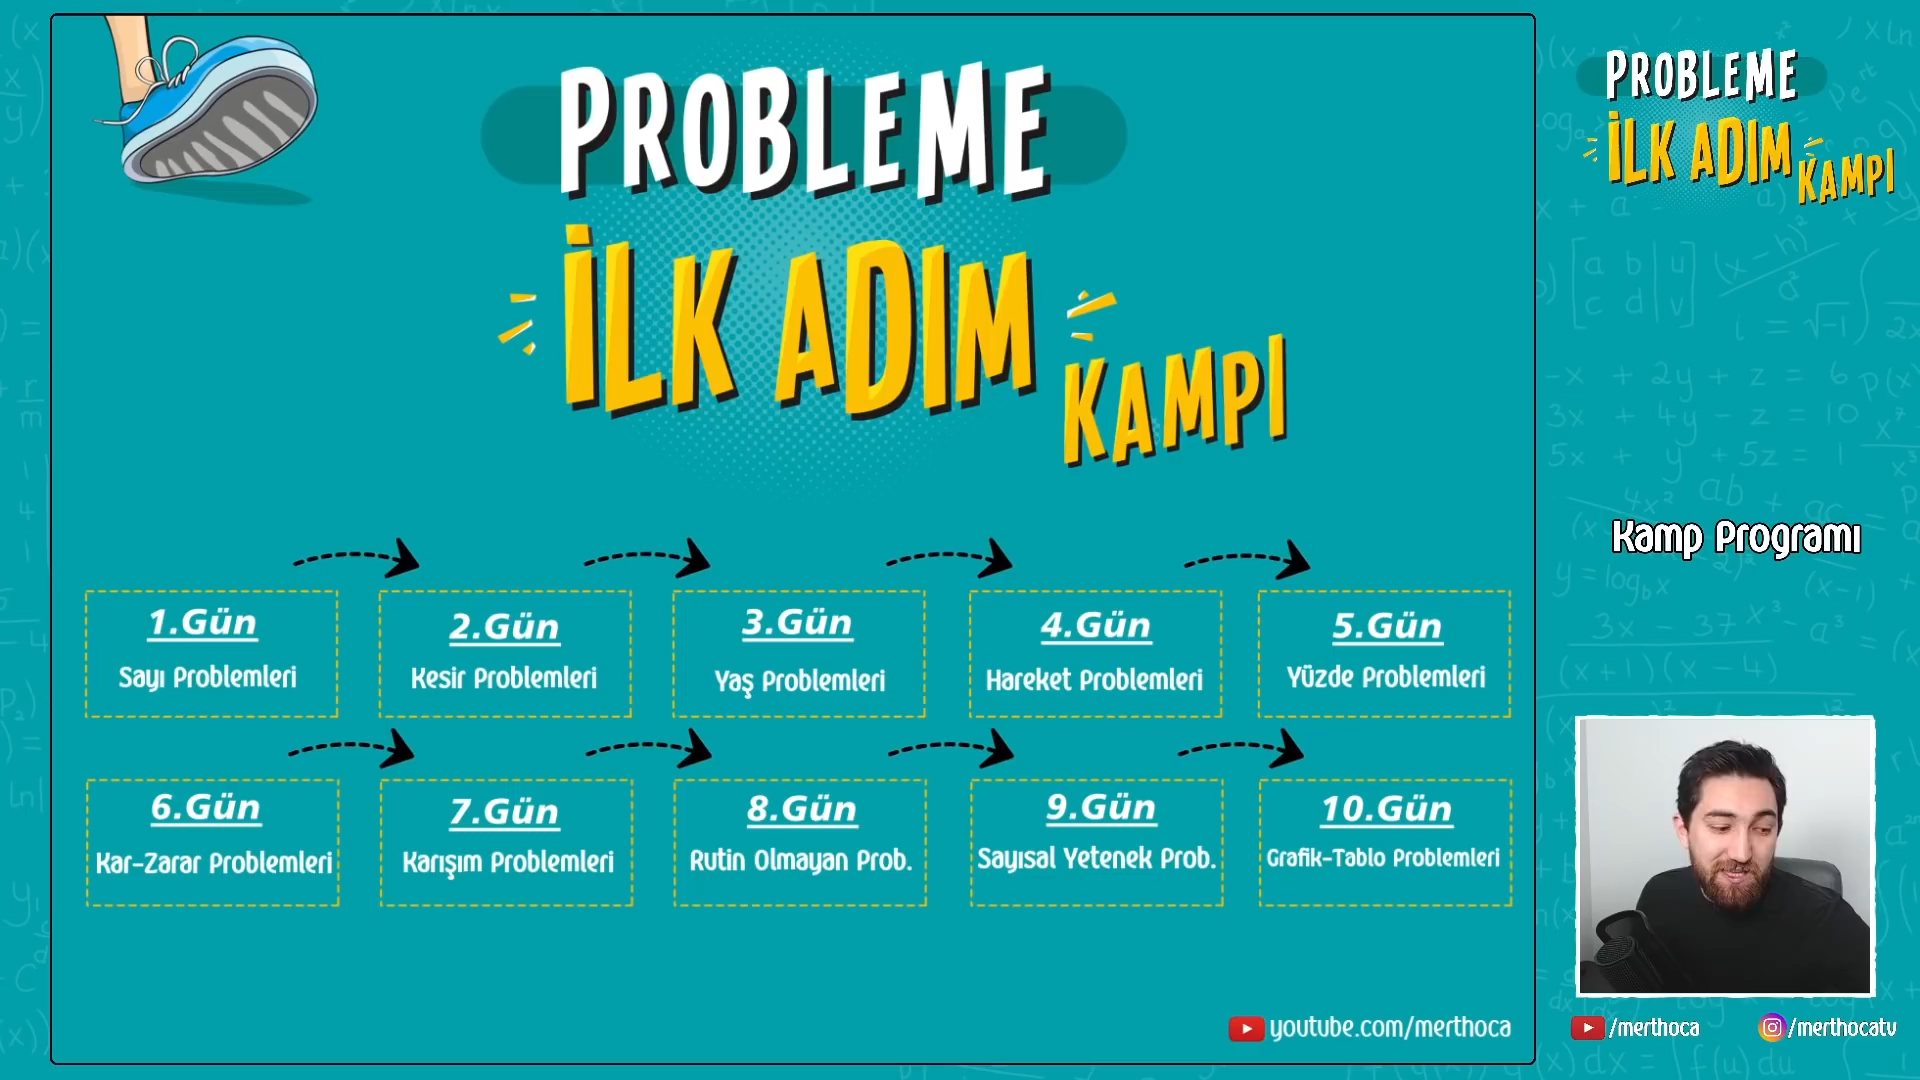 PROBLEME
İLK ADIM
KAMPI
1.Gün
Sayı Problemleri
2.Gün
Kesir Problemleri
3.Gün
Yaş Problemleri
4.Gün
Hareket Problemleri
5.Gün
Yüzde Problemleri
6.Gün
Kar-Zarar Problemleri
7.Gün
Karışım Problemleri
8.Gün
Rutin Olmayan Prob.
9.Gün
Sayısal Yetenek Prob.
10.Gün
Grafik-Tablo Problemleri
youtube.com/merthoca
PROBLEME
İLK ADIM
KAMPI
Kamp Programı
/merthoca
/merthocatv